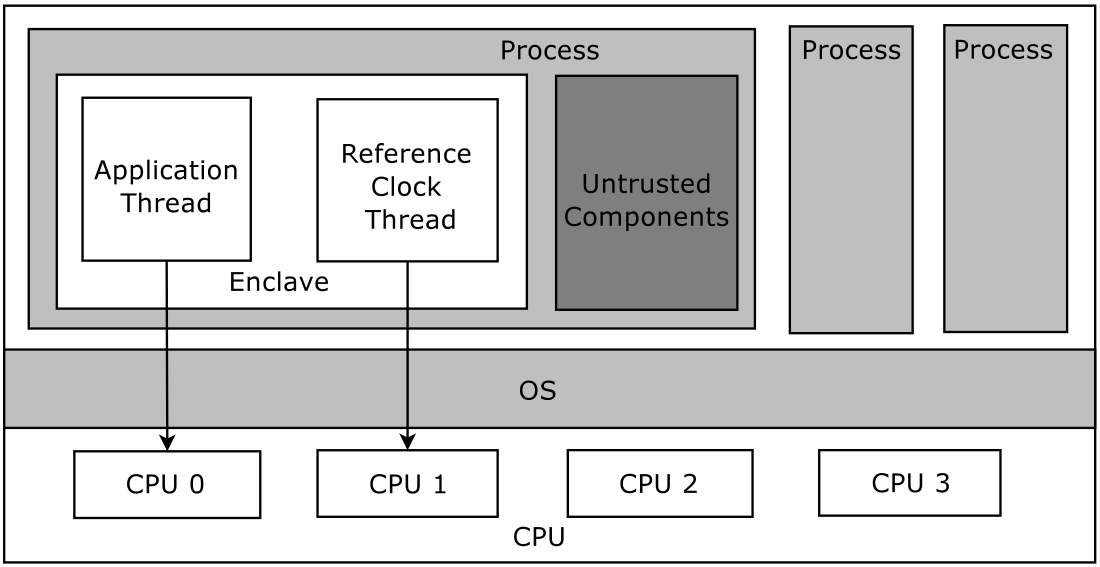 Process
Process
Process
Application
Thread
Reference
Clock
Thread
Untrusted
Components
Enclave
OS
CPU 0
CPU 1
CPU 2
CPU 3
CPU